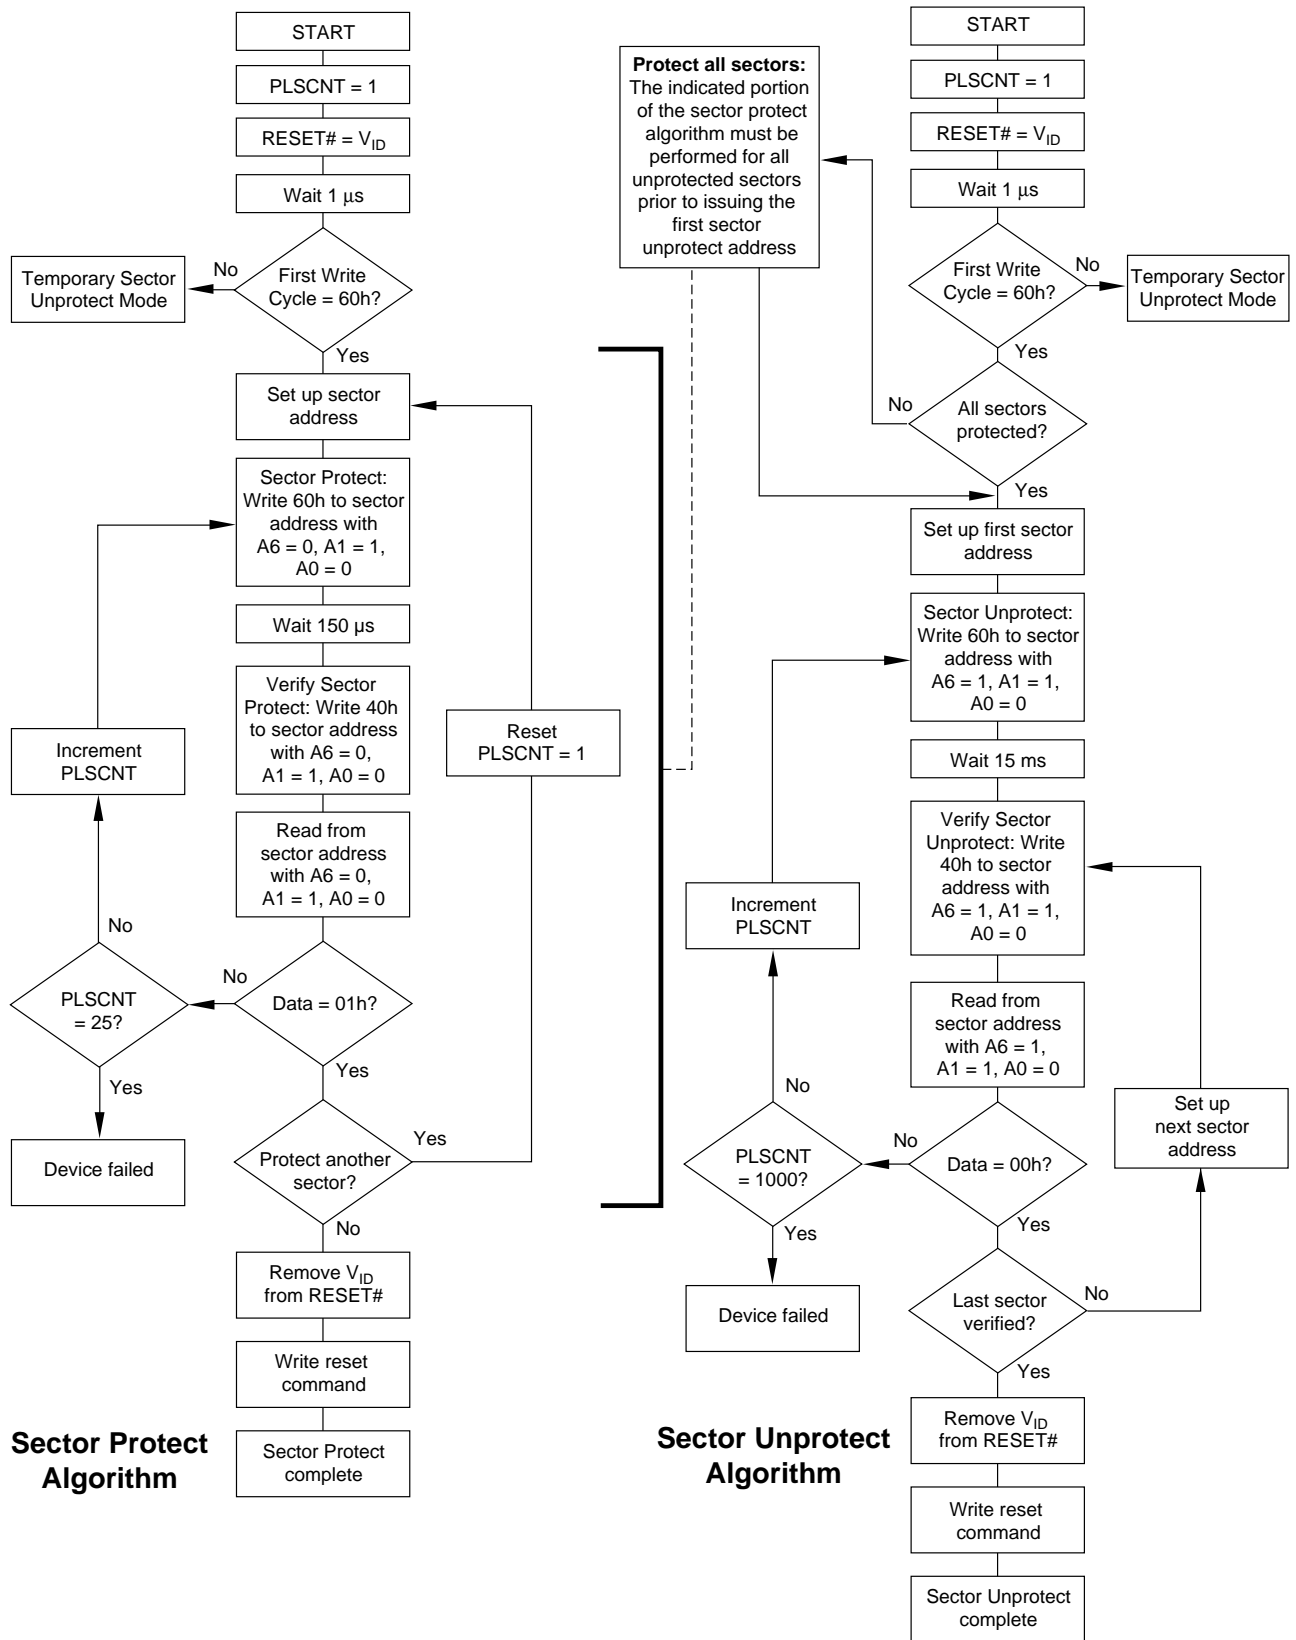 START
PLSCNT = 1
RESET# = VID
Wait 1 μs
First Write
Cycle = 60h?
No
Temporary Sector
Unprotect Mode
Yes
Set up sector
address
Sector Protect:
Write 60h to sector
address with
A6 = 0, A1 = 1,
A0 = 0
Wait 150 µs
Verify Sector
Protect: Write 40h
to sector address
with A6 = 0,
A1 = 1, A0 = 0
Reset
PLSCNT = 1
Increment
PLSCNT
Read from
sector address
with A6 = 0,
A1 = 1, A0 = 0
No
No
Data = 01h?
PLSCNT
= 25?
Yes
Yes
Device failed
Protect another
sector?
Yes
No
Remove VID
from RESET#
Write reset
command
Sector Protect
complete
Sector Protect
Algorithm
Protect all sectors:
The indicated portion
of the sector protect
algorithm must be
performed for all
unprotected sectors
prior to issuing the
first sector
unprotect address
START
PLSCNT = 1
RESET# = VID
Wait 1 μs
First Write
Cycle = 60h?
No
Temporary Sector
Unprotect Mode
Yes
No
All sectors
protected?
Yes
Set up first sector
address
Sector Unprotect:
Write 60h to sector
address with
A6 = 1, A1 = 1,
A0 = 0
Wait 15 ms
Verify Sector
Unprotect: Write
40h to sector
address with
A6 = 1, A1 = 1,
A0 = 0
Increment
PLSCNT
Read from
sector address
with A6 = 1,
A1 = 1, A0 = 0
No
No
Data = 00h?
PLSCNT
= 1000?
Set up
next sector
address
Yes
Yes
Device failed
Last sector
verified?
No
Yes
Remove VID
from RESET#
Write reset
command
Sector Unprotect
complete
Sector Unprotect
Algorithm